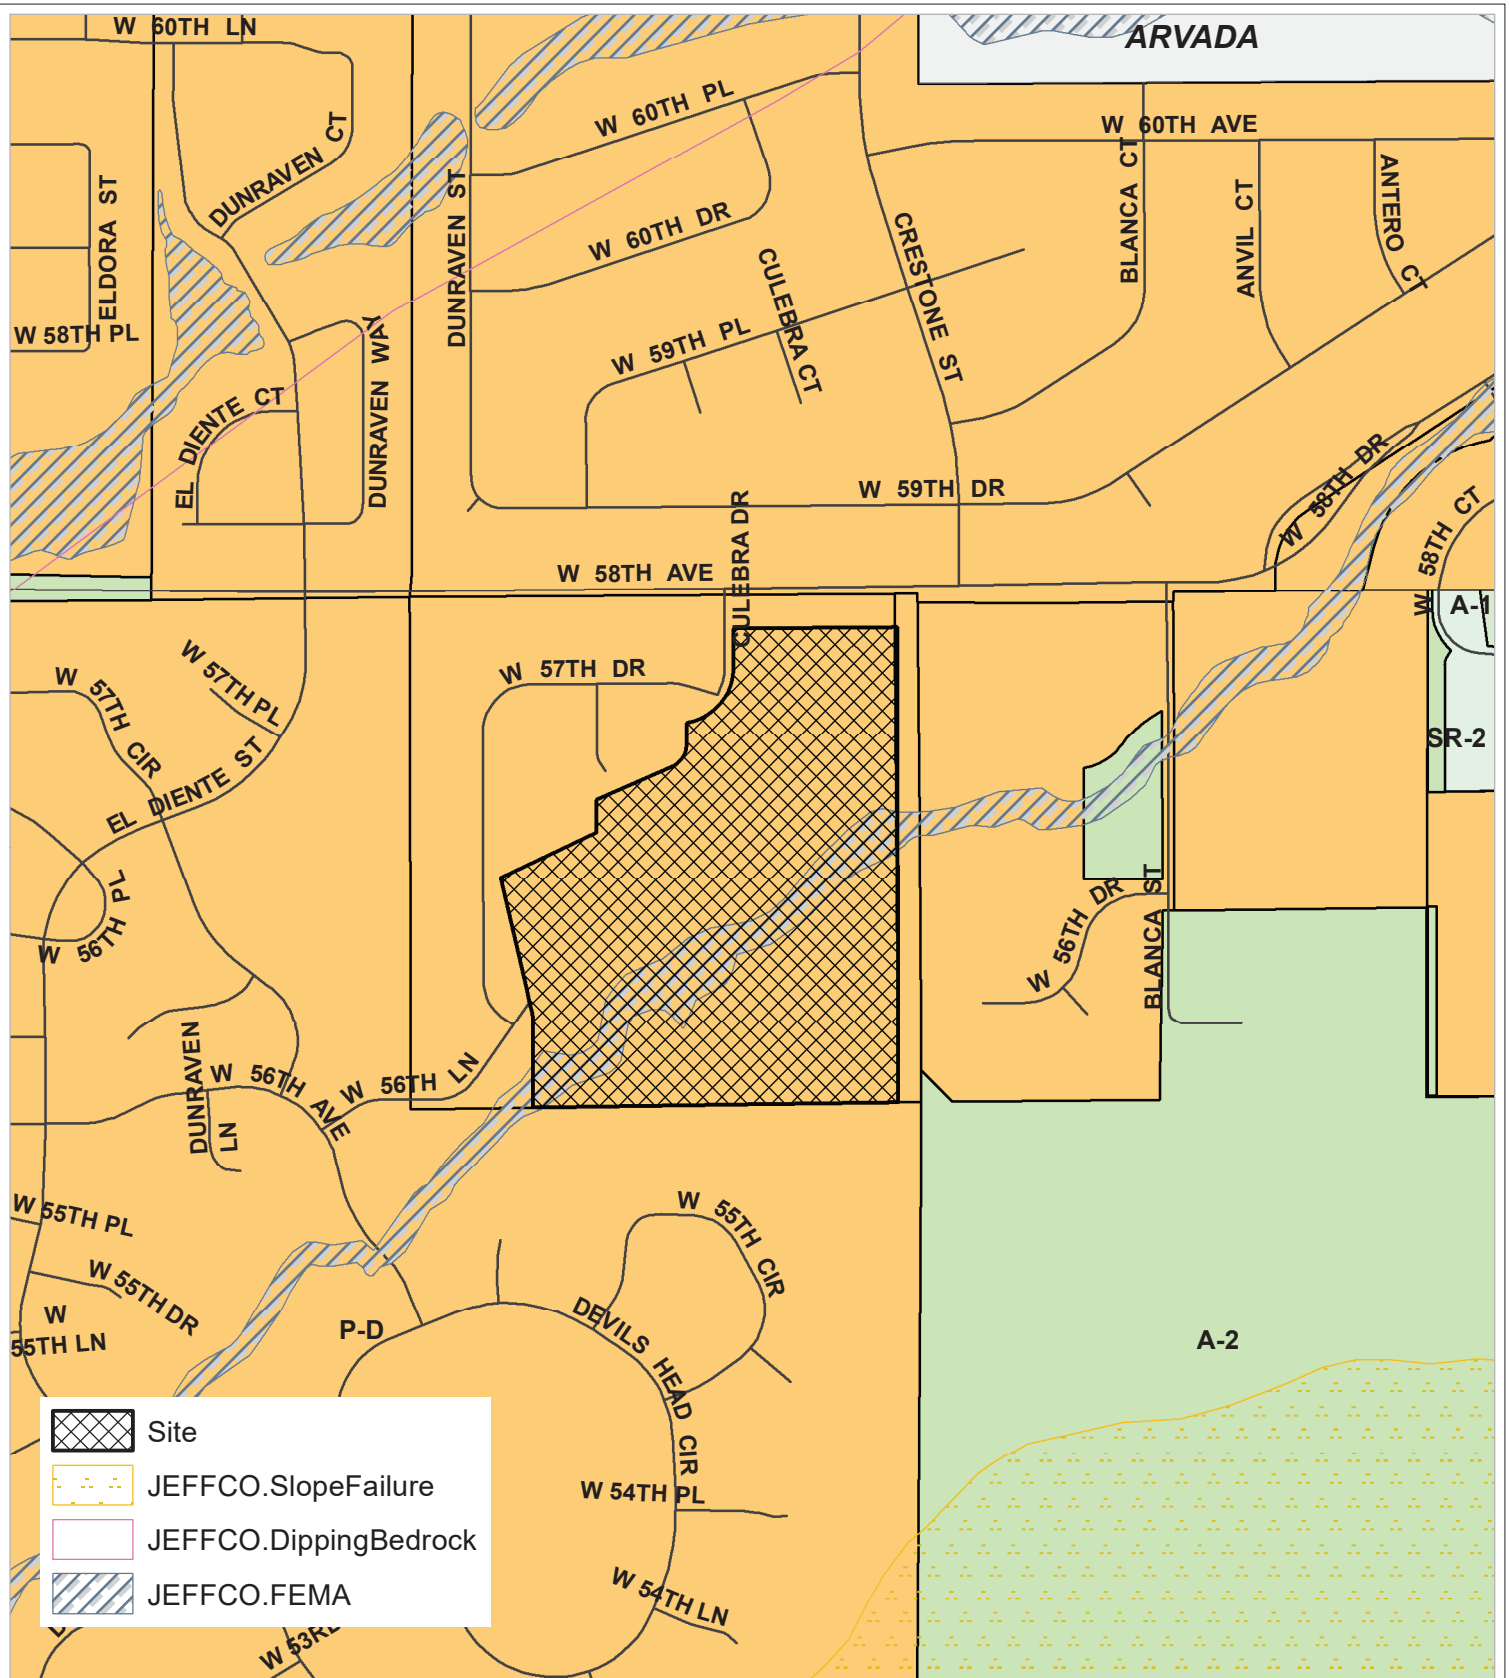 W 60TH LN
ARVADA
W 60TH PL
W 60TH AVE
DUNRAVEN CT
BLANCA CT
ANTERO CT
ELDORA ST
DUNRAVEN ST
W 60TH DR
CRESTONE ST
ANVIL CT
CULEBRA CT
W 58TH PL
W 59TH PL
DUNRAVEN WAY
EL DIENTE CT
W 59TH DR
W 58TH DR
W 58TH CT
CULEBRA DR
W 58TH AVE
A-1
W 57TH PL
W 57TH DR
W 57TH CIR
SR-2
EL DIENTE ST
W 56TH PL
W 56TH DR
BLANCA ST
DUNRAVEN LN
W 56TH AVE
W 56TH LN
W 55TH PL
W 55TH CIR
W 55TH DR
W
55TH LN
P-D
DEVILS HEAD CIR
A-2
W 54TH PL
W 54TH LN
Site
JEFFCO.SlopeFailure
JEFFCO.DippingBedrock
JEFFCO.FEMA
W 53RD